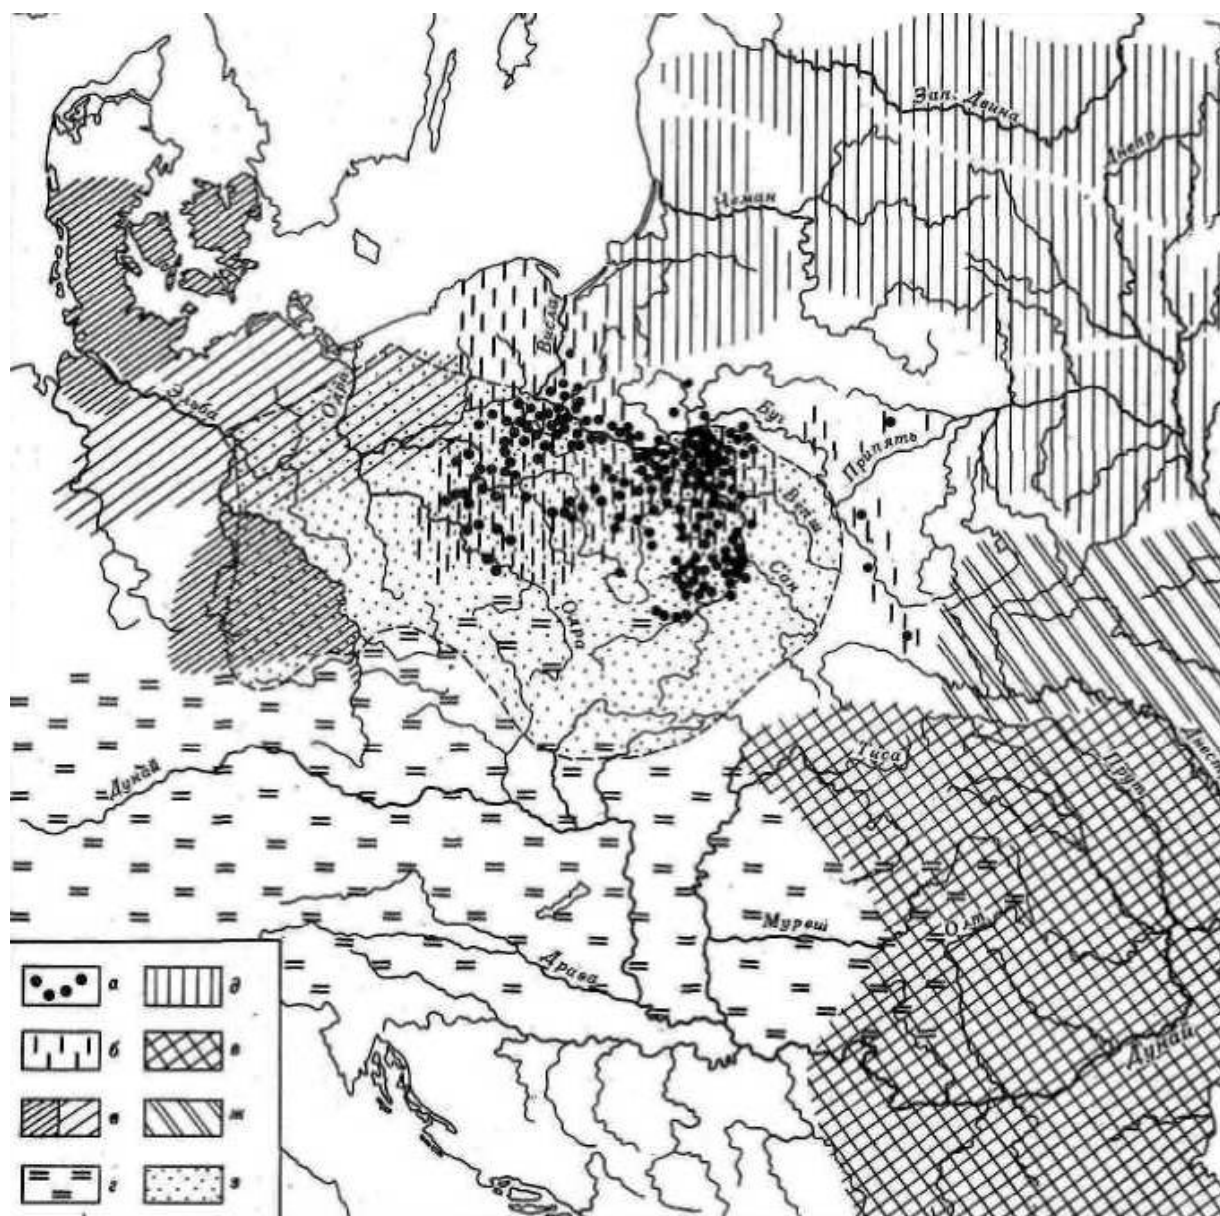 Зап. Двина
Днепр
Неман
Висла
Эльба
Одра
Буг
Припять
Вепш
Сан
Одра
Дунай
Тиса
Прут
Днестр
Муреш
Олт
Драва
Дунай
а
д
б
е
в
ж
г
з